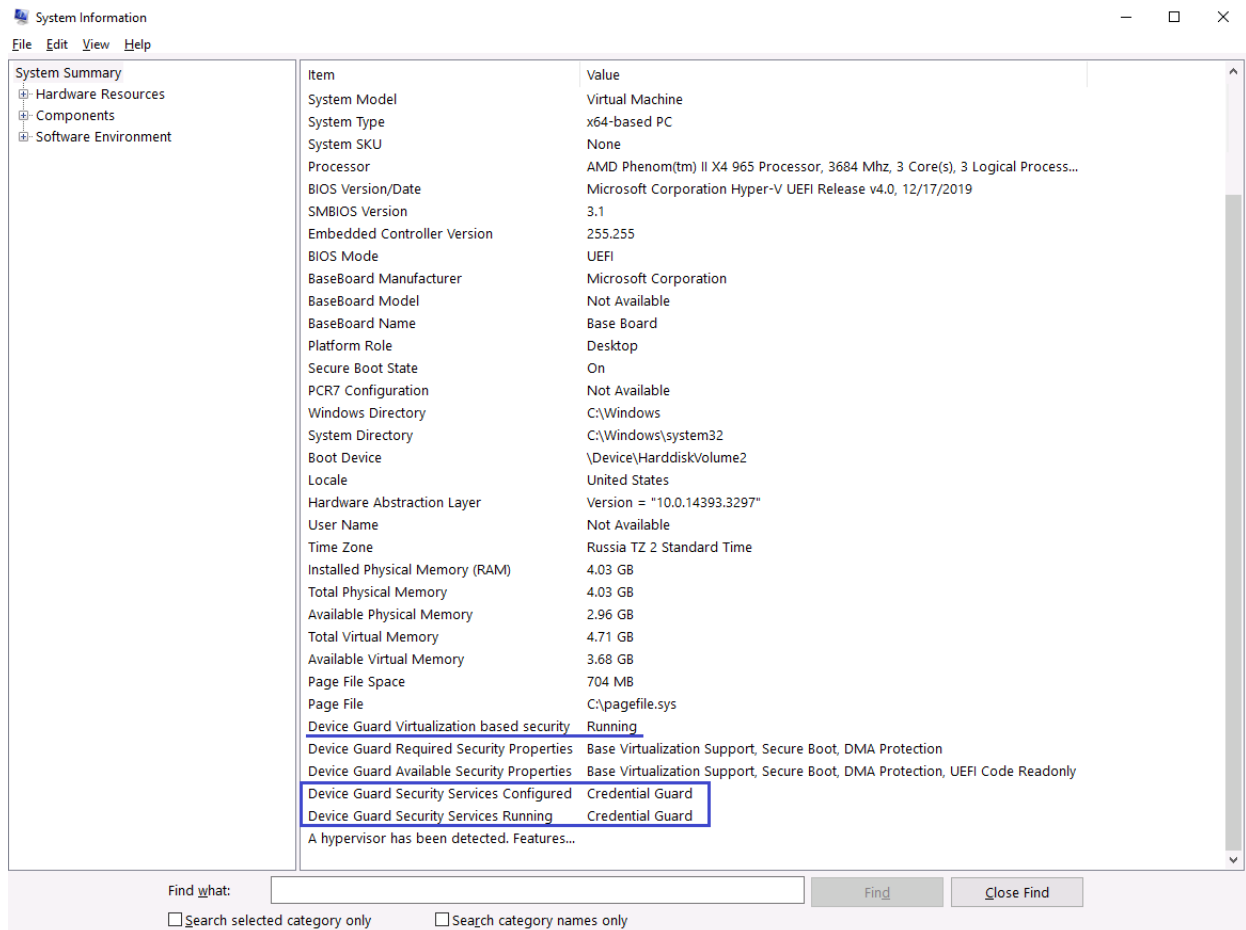 System Information
File Edit View Help
System Summary
Hardware Resources
Components
Software Environment
Item Value
System Model Virtual Machine
System Type x64-based PC
System SKU None
Processor AMD Phenom(tm) II X4 965 Processor, 3684 Mhz, 3 Core(s), 3 Logical Process...
BIOS Version/Date Microsoft Corporation Hyper-V UEFI Release v4.0, 12/17/2019
SMBIOS Version 3.1
Embedded Controller Version 255.255
BIOS Mode UEFI
BaseBoard Manufacturer Microsoft Corporation
BaseBoard Model Not Available
BaseBoard Name Base Board
Platform Role Desktop
Secure Boot State On
PCR7 Configuration Not Available
Windows Directory C:\Windows
System Directory C:\Windows\system32
Boot Device \Device\HarddiskVolume2
Locale United States
Hardware Abstraction Layer Version = "10.0.14393.3297"
User Name Not Available
Time Zone Russia TZ 2 Standard Time
Installed Physical Memory (RAM) 4.03 GB
Total Physical Memory 4.03 GB
Available Physical Memory 2.96 GB
Total Virtual Memory 4.71 GB
Available Virtual Memory 3.68 GB
Page File Space 704 MB
Page File C:\pagefile.sys
Device Guard Virtualization based security Running
Device Guard Required Security Properties Base Virtualization Support, Secure Boot, DMA Protection
Device Guard Available Security Properties Base Virtualization Support, Secure Boot, DMA Protection, UEFI Code Readonly
Device Guard Security Services Configured Credential Guard
Device Guard Security Services Running Credential Guard
A hypervisor has been detected. Features...
Find what: Find Close Find
Search selected category only Search category names only